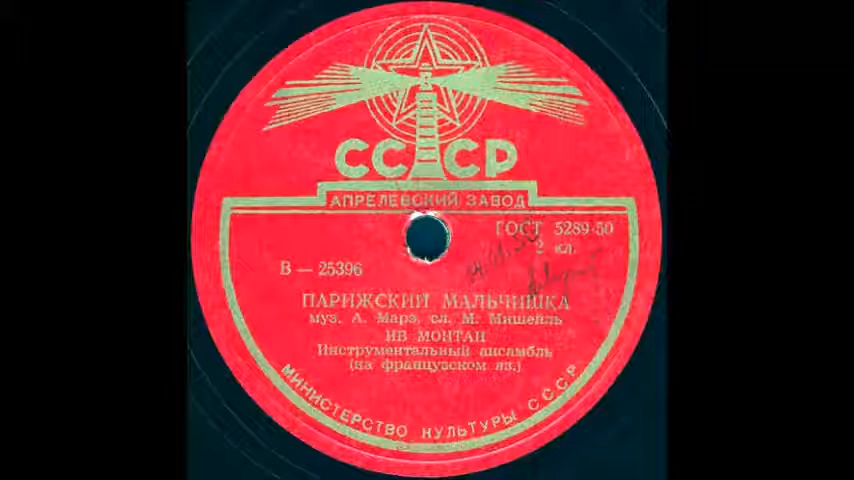 СССР
АПРЕЛЕВСКИЙ ЗАВОД
ГОСТ 5289-50
2 кл.
В — 25396
ПАРИЖСКИЙ МАЛЬЧИШКА
муз. А. Марэ, сл. М. Мишейль
ИВ МОНТАН
Инструментальный ансамбль
(на французском яз.)
МИНИСТЕРСТВО КУЛЬТУРЫ СССР